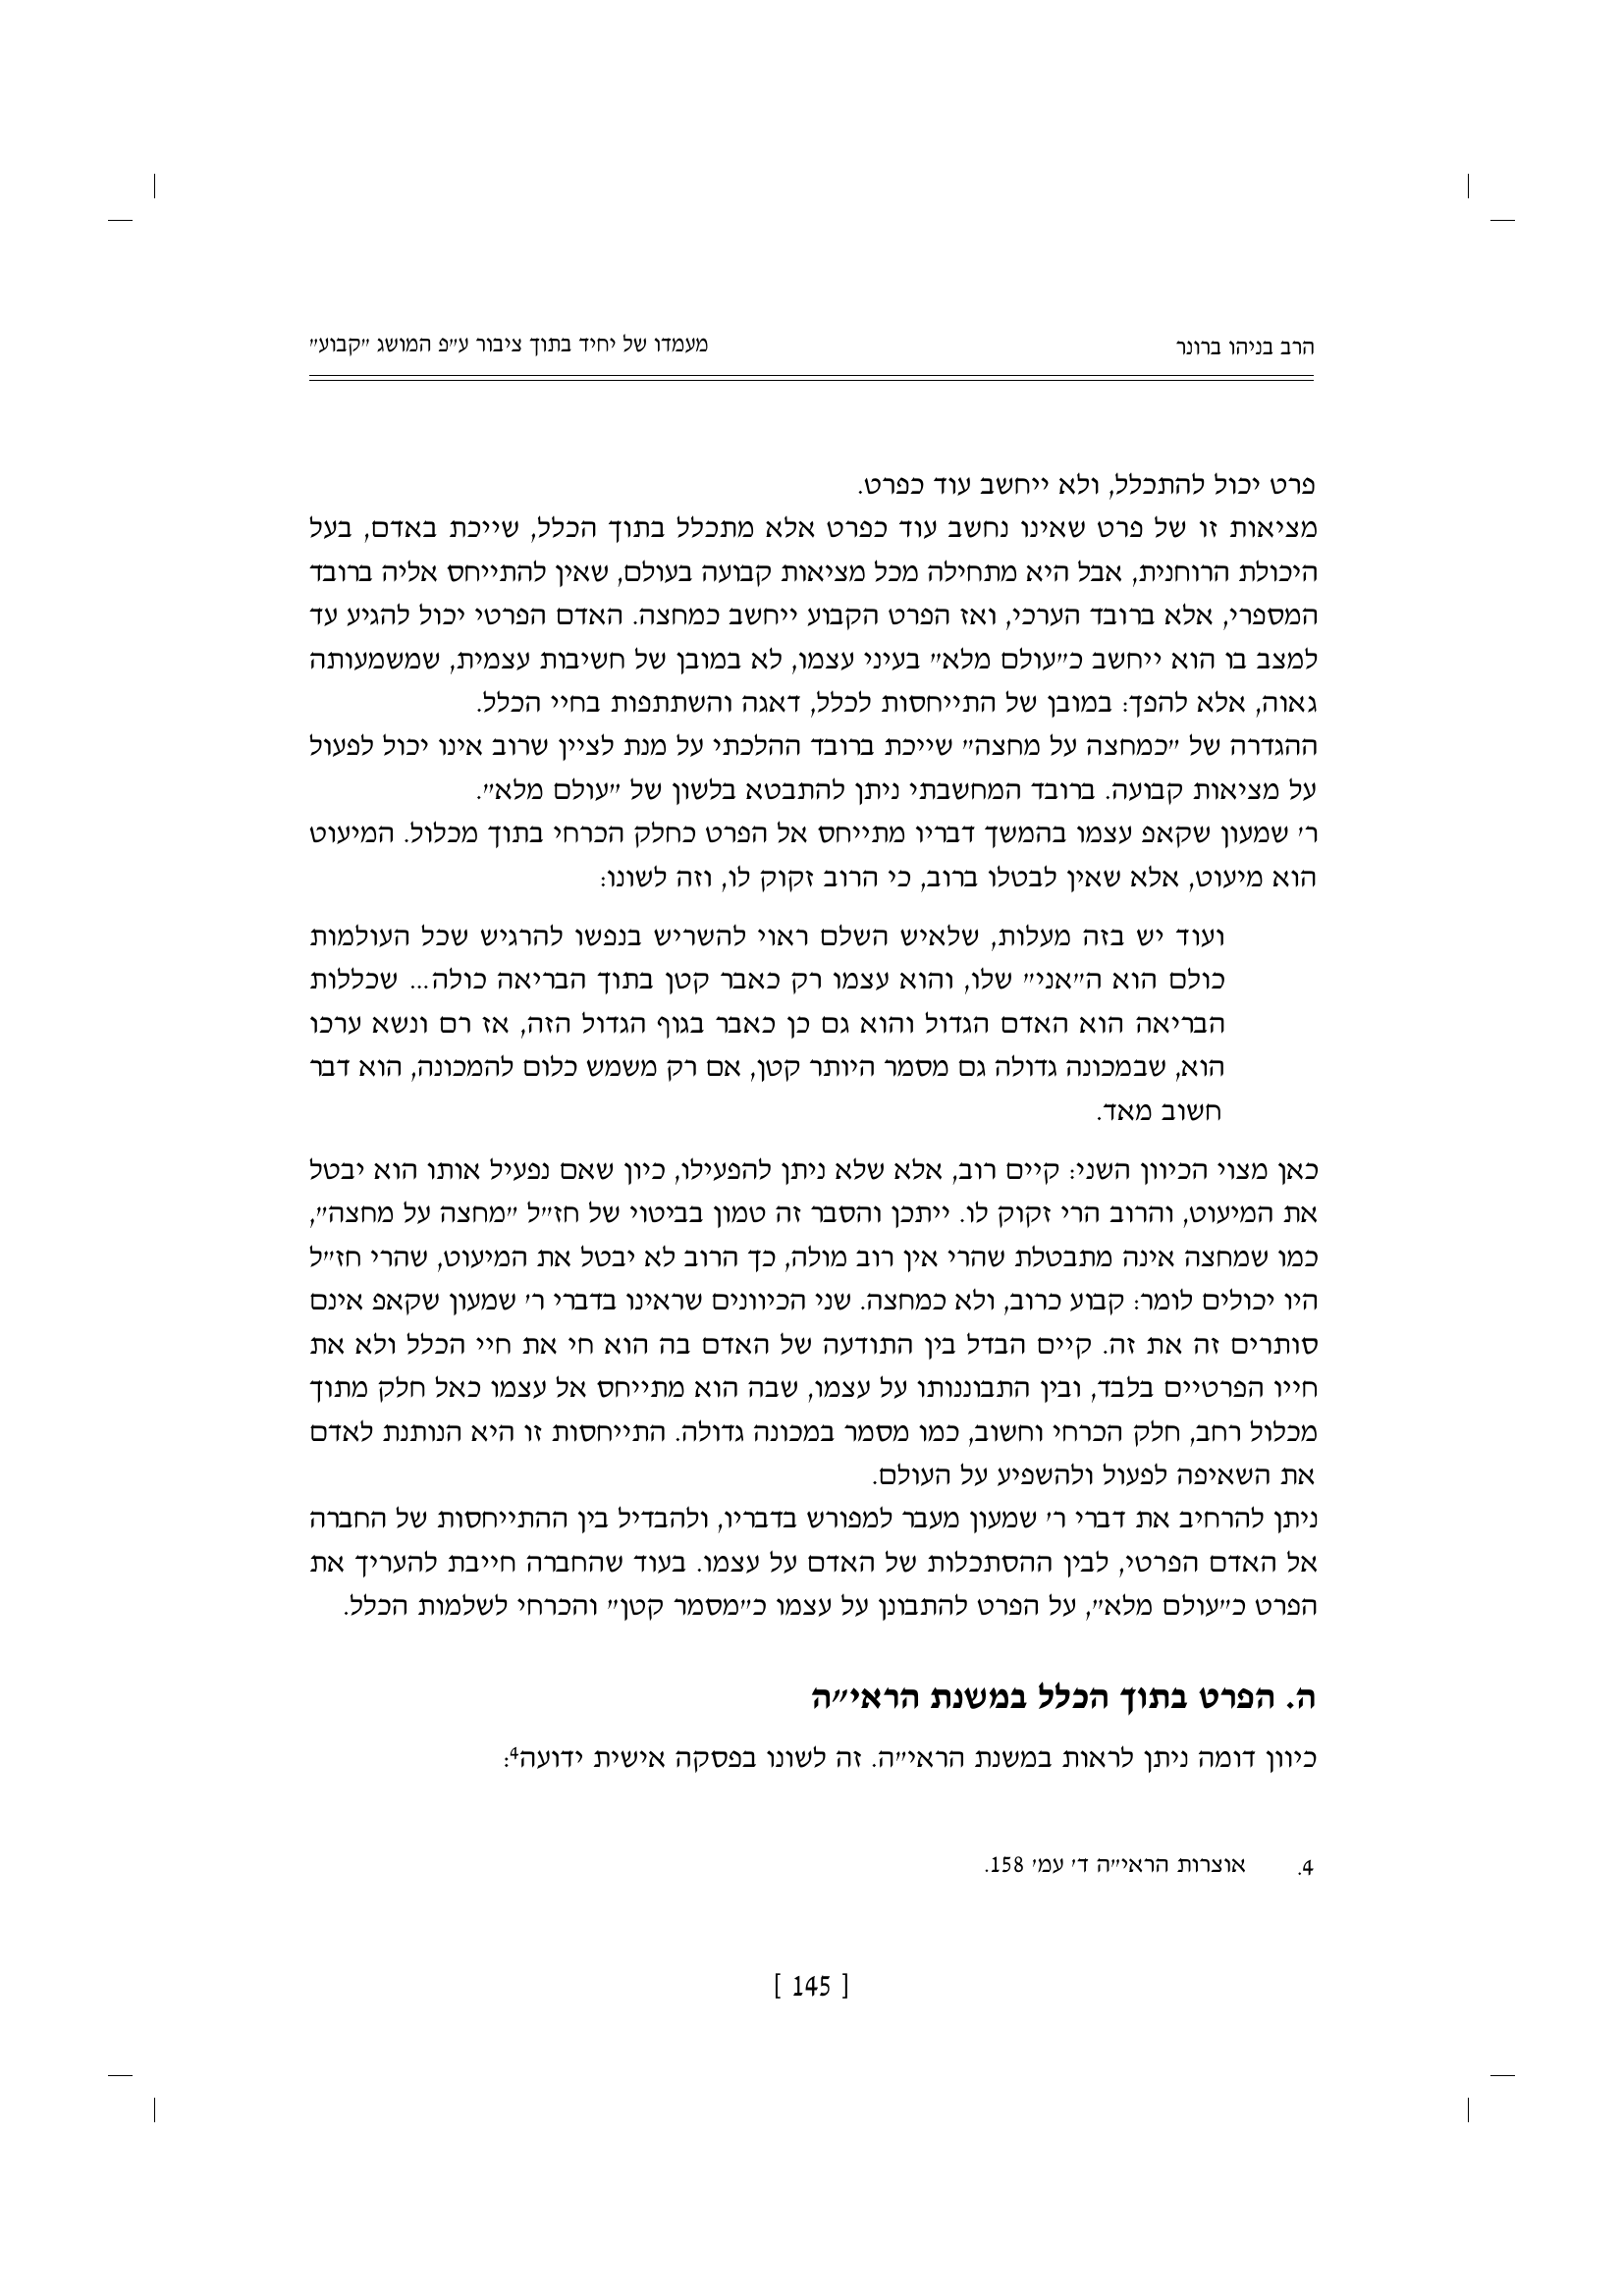 הרב בניהו ברונר
מעמדו של יחיד בתוך ציבור ע״פ המושג ״קבוע״
פרט יכול להתכלל, ולא ייחשב עוד כפרט.
מציאות זו של פרט שאינו נחשב עוד כפרט אלא מתכלל בתוך הכלל, שייכת באדם, בעל
היכולת הרוחנית, אבל היא מתחילה מכל מציאות קבועה בעולם, שאין להתייחס אליה ברובד
המספרי, אלא ברובד הערכי, ואז הפרט הקבוע ייחשב כמחצה. האדם הפרטי יכול להגיע עד
למצב בו הוא ייחשב כ״עולם מלא״ בעיני עצמו, לא במובן של חשיבות עצמית, שמשמעותה
גאוה, אלא להפך: במובן של התייחסות לכלל, דאגה והשתתפות בחיי הכלל.
ההגדרה של ״כמחצה על מחצה״ שייכת ברובד ההלכתי על מנת לציין שרוב אינו יכול לפעול
על מציאות קבועה. ברובד המחשבתי ניתן להתבטא בלשון של ״עולם מלא״.
ר׳ שמעון שקאפ עצמו בהמשך דבריו מתייחס אל הפרט כחלק הכרחי בתוך מכלול. המיעוט
הוא מיעוט, אלא שאין לבטלו ברוב, כי הרוב זקוק לו, וזה לשונו:
ועוד יש בזה מעלות, שלאיש השלם ראוי להשריש בנפשו להרגיש שכל העולמות
כולם הוא ה״אני״ שלו, והוא עצמו רק כאבר קטן בתוך הבריאה כולה... שכללות
הבריאה הוא האדם הגדול והוא גם כן כאבר בגוף הגדול הזה, אז רם ונשא ערכו
הוא, שבמכונה גדולה גם מסמר היותר קטן, אם רק משמש כלום להמכונה, הוא דבר
חשוב מאד.
כאן מצוי הכיוון השני: קיים רוב, אלא שלא ניתן להפעילו, כיון שאם נפעיל אותו הוא יבטל
את המיעוט, והרוב הרי זקוק לו. ייתכן והסבר זה טמון בביטוי של חז״ל ״מחצה על מחצה״,
כמו שמחצה אינה מתבטלת שהרי אין רוב מולה, כך הרוב לא יבטל את המיעוט, שהרי חז״ל
היו יכולים לומר: קבוע כרוב, ולא כמחצה. שני הכיוונים שראינו בדברי ר׳ שמעון שקאפ אינם
סותרים זה את זה. קיים הבדל בין התודעה של האדם בה הוא חי את חיי הכלל ולא את
חייו הפרטיים בלבד, ובין התבוננותו על עצמו, שבה הוא מתייחס אל עצמו כאל חלק מתוך
מכלול רחב, חלק הכרחי וחשוב, כמו מסמר במכונה גדולה. התייחסות זו היא הנותנת לאדם
את השאיפה לפעול ולהשפיע על העולם.
ניתן להרחיב את דברי ר׳ שמעון מעבר למפורש בדבריו, ולהבדיל בין ההתייחסות של החברה
אל האדם הפרטי, לבין ההסתכלות של האדם על עצמו. בעוד שהחברה חייבת להעריך את
הפרט כ״עולם מלא״, על הפרט להתבונן על עצמו כ״מסמר קטן״ והכרחי לשלמות הכלל.
ה. הפרט בתוך הכלל במשנת הראי״ה
כיוון דומה ניתן לראות במשנת הראי״ה. זה לשונו בפסקה אישית ידועה4:
4. אוצרות הראי״ה ד׳ עמ׳ 158.
[ 145 ]